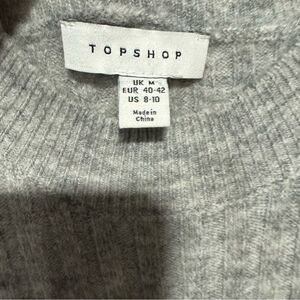 TOPSHOP
UK M
EUR 40-42
US 8-10
Made in
China